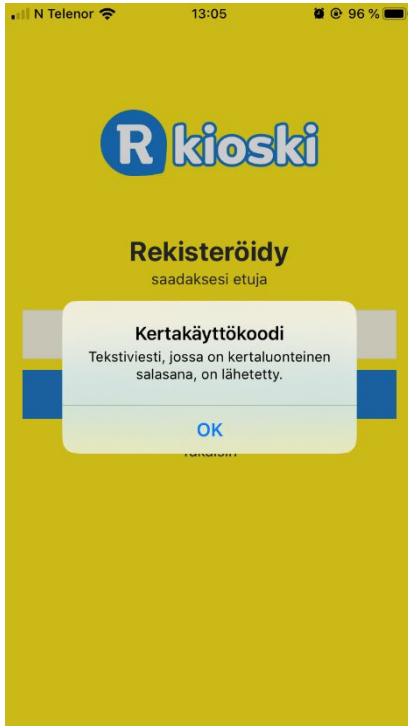 N Telenor 13:05 96 %
R kioski
Rekisteröidy
saadaksesi etuja
Kertakäyttökoodi
Tekstiviesti, jossa on kertaluonteinen
salasana, on lähetetty.
OK